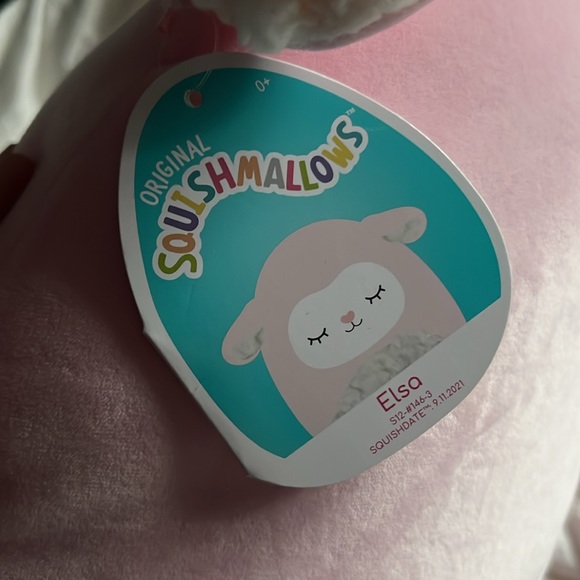 0+
ORIGINAL
SQUISHMALLOWS™
Elsa
S12-#146-3
SQUISHDATE™: 9.11.2021